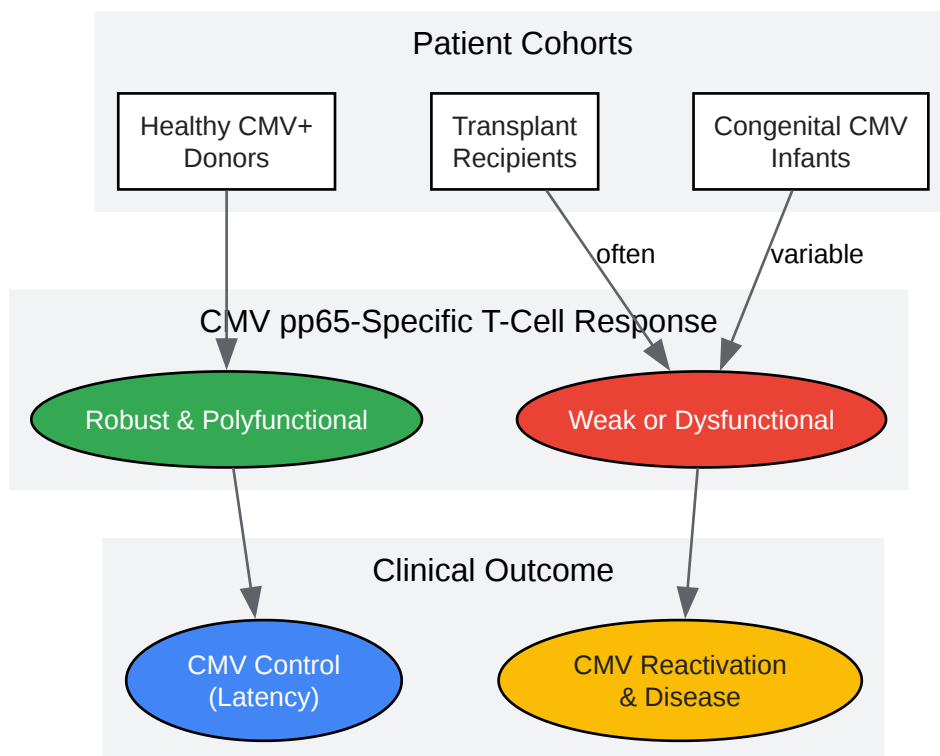 Patient Cohorts
Healthy CMV+
Donors
Transplant
Recipients
Congenital CMV
Infants
often
variable
CMV pp65-Specific T-Cell Response
Robust & Polyfunctional
Weak or Dysfunctional
Clinical Outcome
CMV Control
(Latency)
CMV Reactivation
& Disease